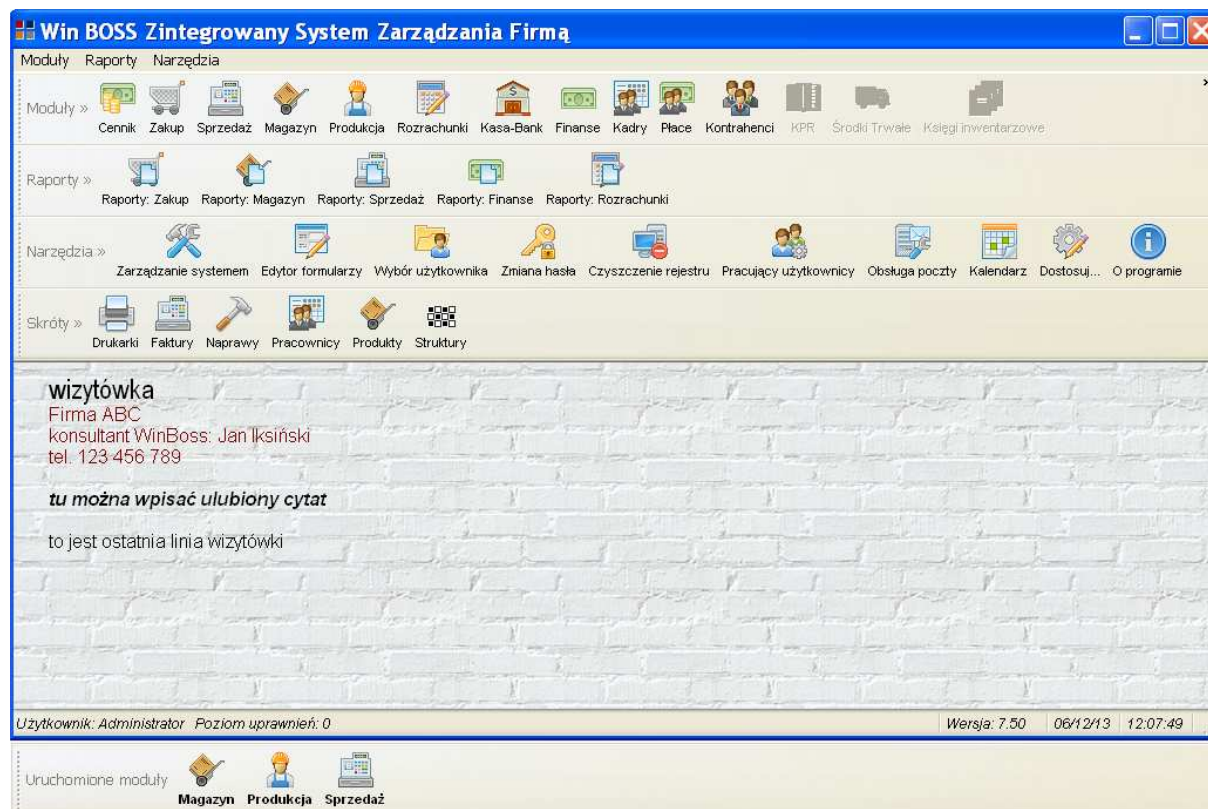 Win BOSS Zintegrowany System Zarządzania Firmą
Moduły Raporty Narzędzia
Moduły »
Cennik Zakup Sprzedaż Magazyn Produkcja Rozrachunki Kasa-Bank Finanse Kadry Płace Kontrahenci KPR Środki Trwałe Księgi inwentarzowe
Raporty »
Raporty: Zakup Raporty: Magazyn Raporty: Sprzedaż Raporty: Finanse Raporty: Rozrachunki
Narzędzia »
Zarządzanie systemem Edytor formularzy Wybór użytkownika Zmiana hasła Czyszczenie rejestru Pracujący użytkownicy Obsługa poczty Kalendarz Dostosuj... O programie
Skróty »
Drukarki Faktury Naprawy Pracownicy Produkty Struktury
wizytówka
Firma ABC
konsultant WinBoss: Jan Iksiński
tel. 123 456 789
tu można wpisać ulubiony cytat
to jest ostatnia linia wizytówki
Użytkownik: Administrator Poziom uprawnień: 0 Wersja: 7.50 06/12/13 12:07:49
Uruchomione moduły
Magazyn Produkcja Sprzedaż